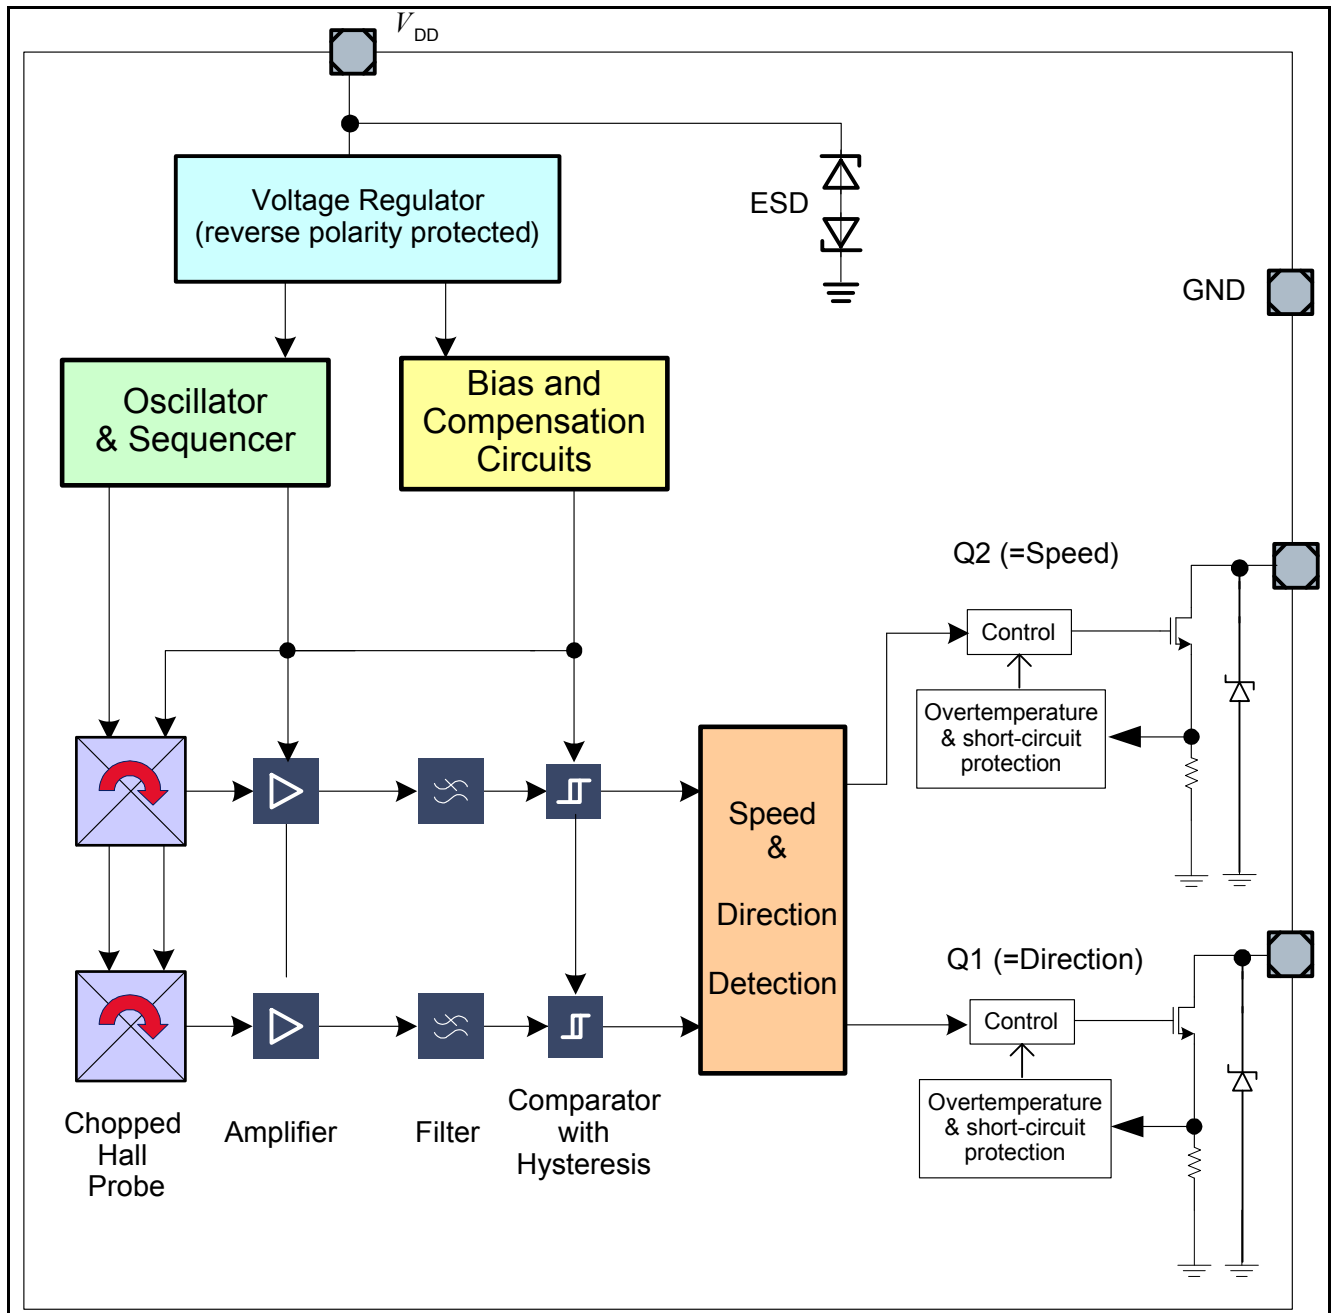 VDD
Voltage Regulator
(reverse polarity protected)
ESD
GND
Oscillator
& Sequencer
Bias and
Compensation
Circuits
Q2 (=Speed)
Control
Overtemperature
& short-circuit
protection
Speed
&
Direction
Detection
Q1 (=Direction)
Control
Overtemperature
& short-circuit
protection
Chopped
Hall
Probe
Amplifier
Filter
Comparator
with
Hysteresis